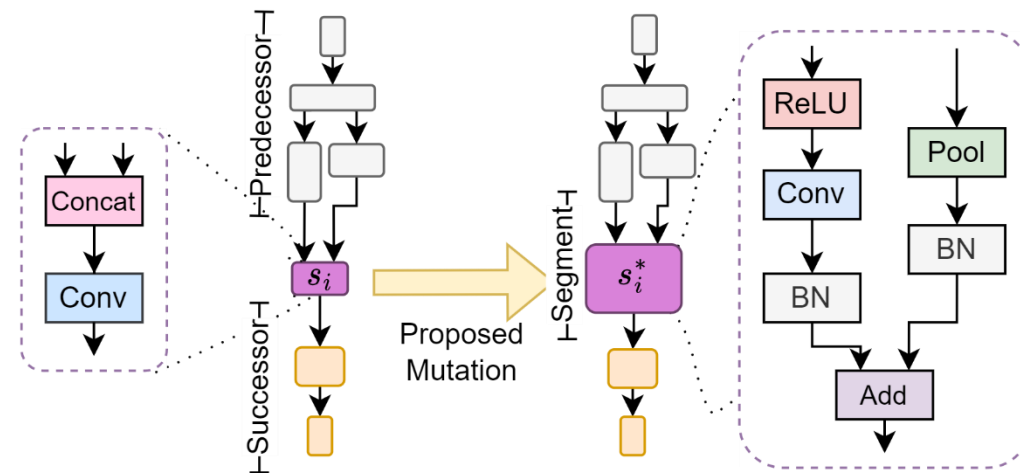 Concat
Conv
Predecessor
s_i
Successor
Proposed
Mutation
Segment
s_i^*
ReLU
Conv
BN
Pool
BN
Add